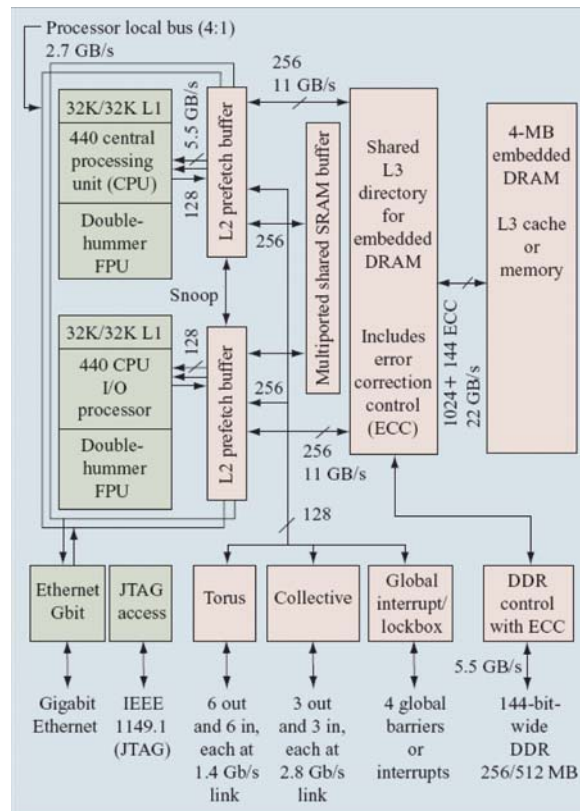 Processor local bus (4:1)
2.7 GB/s
256
11 GB/s
32K/32K L1
440 central
processing
unit (CPU)
Double-
hummer
FPU
5.5 GB/s
128
L2 prefetch buffer
256
Multiported shared SRAM buffer
Shared
L3
directory
for
embedded
DRAM
Includes
error
correction
control
(ECC)
1024+ 144 ECC
22 GB/s
4-MB
embedded
DRAM
L3 cache
or
memory
Snoop
32K/32K L1
440 CPU
I/O
processor
Double-
hummer
FPU
128
L2 prefetch buffer
256
256
11 GB/s
128
Ethernet
Gbit
JTAG
access
Torus
Collective
Global
interrupt/
lockbox
DDR
control
with ECC
5.5 GB/s
Gigabit
Ethernet
IEEE
1149.1
(JTAG)
6 out
and 6 in,
each at
1.4 Gb/s
link
3 out
and 3 in,
each at
2.8 Gb/s
link
4 global
barriers
or
interrupts
144-bit-
wide
DDR
256/512 MB